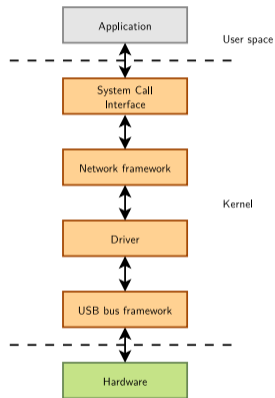 Application
User space
System Call
Interface
Network framework
Kernel
Driver
USB bus framework
Hardware